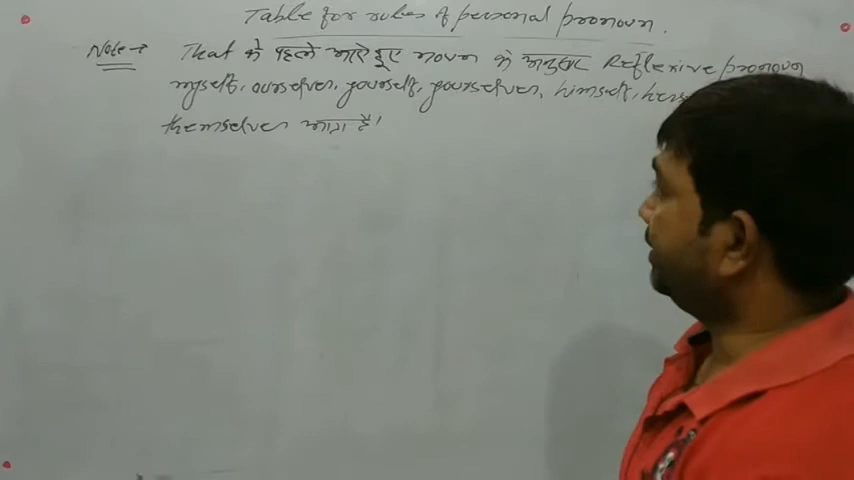 Table for rules of personal pronoun.
Note → That के पहले आऐ हुए noun के अनुसार Reflexive pronoun
myself, ourselves, yourself, yourselves, himself,
themselves आता है।